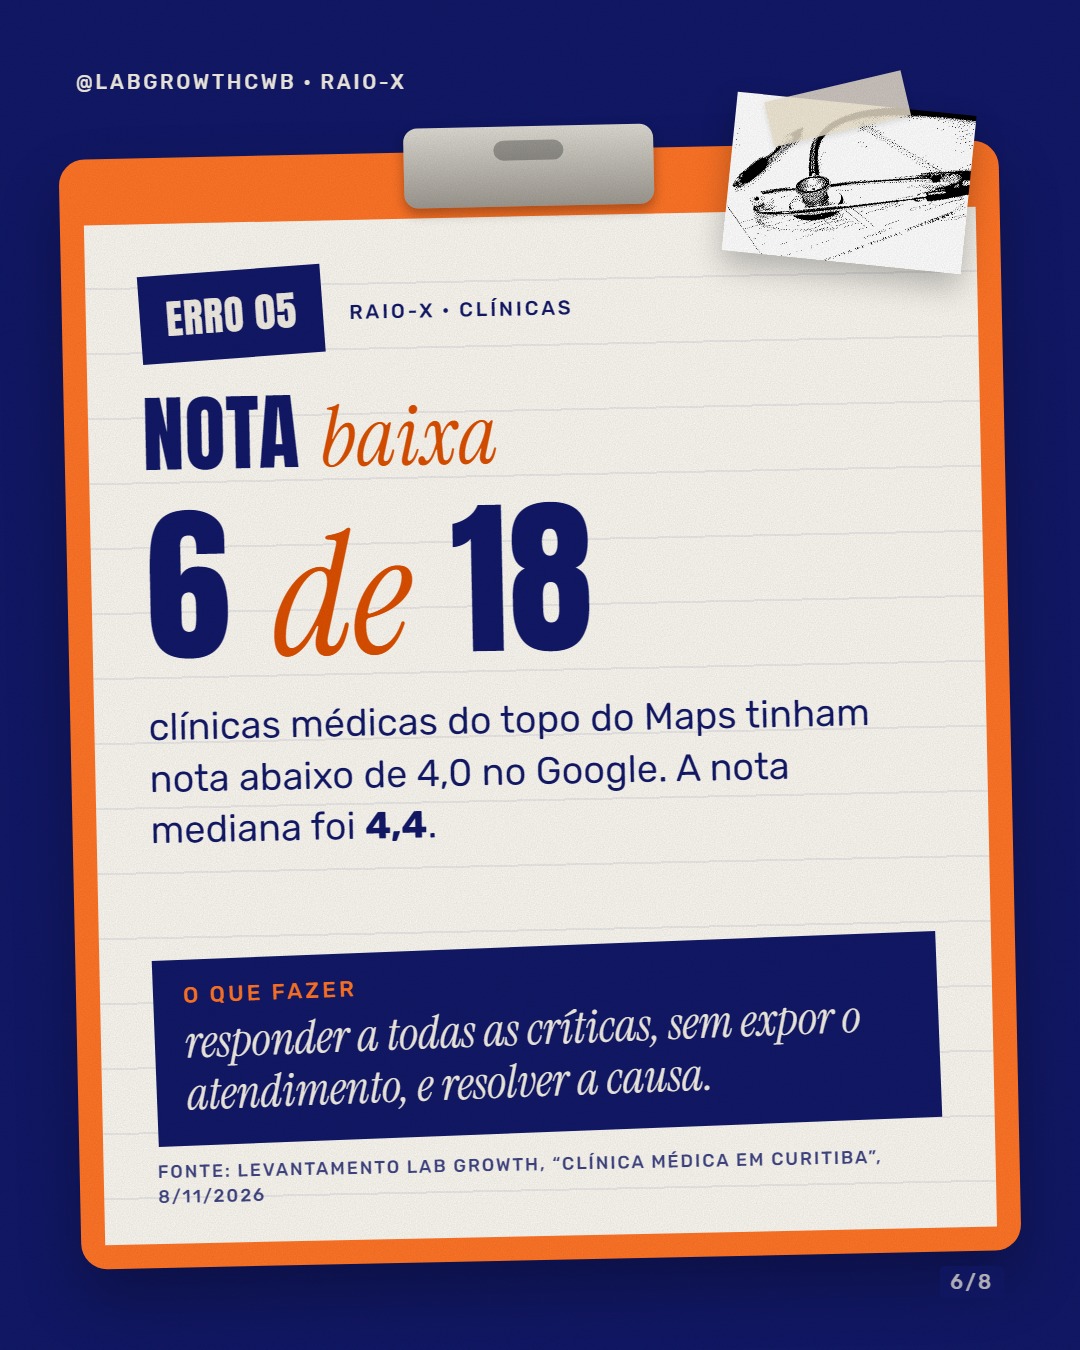 @LABGROWTHCWB • RAIO-X
ERRO 05
RAIO-X • CLÍNICAS
NOTA baixa
6 de 18
clínicas médicas do topo do Maps tinham
nota abaixo de 4,0 no Google. A nota
mediana foi 4,4.
O QUE FAZER
responder a todas as críticas, sem expor o
atendimento, e resolver a causa.
FONTE: LEVANTAMENTO LAB GROWTH, “CLÍNICA MÉDICA EM CURITIBA”,
8/11/2026
6/8